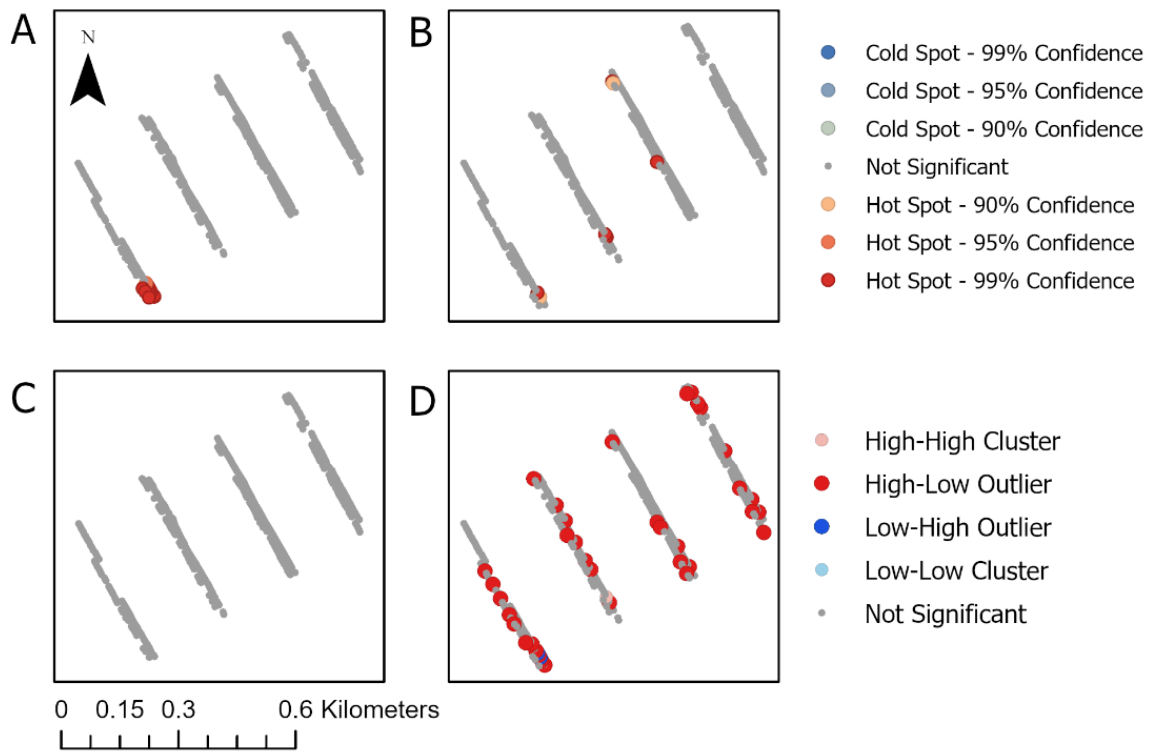 A
N
B
Cold Spot - 99% Confidence
Cold Spot - 95% Confidence
Cold Spot - 90% Confidence
Not Significant
Hot Spot - 90% Confidence
Hot Spot - 95% Confidence
Hot Spot - 99% Confidence
C
D
High-High Cluster
High-Low Outlier
Low-High Outlier
Low-Low Cluster
Not Significant
0 0.15 0.3 0.6 Kilometers